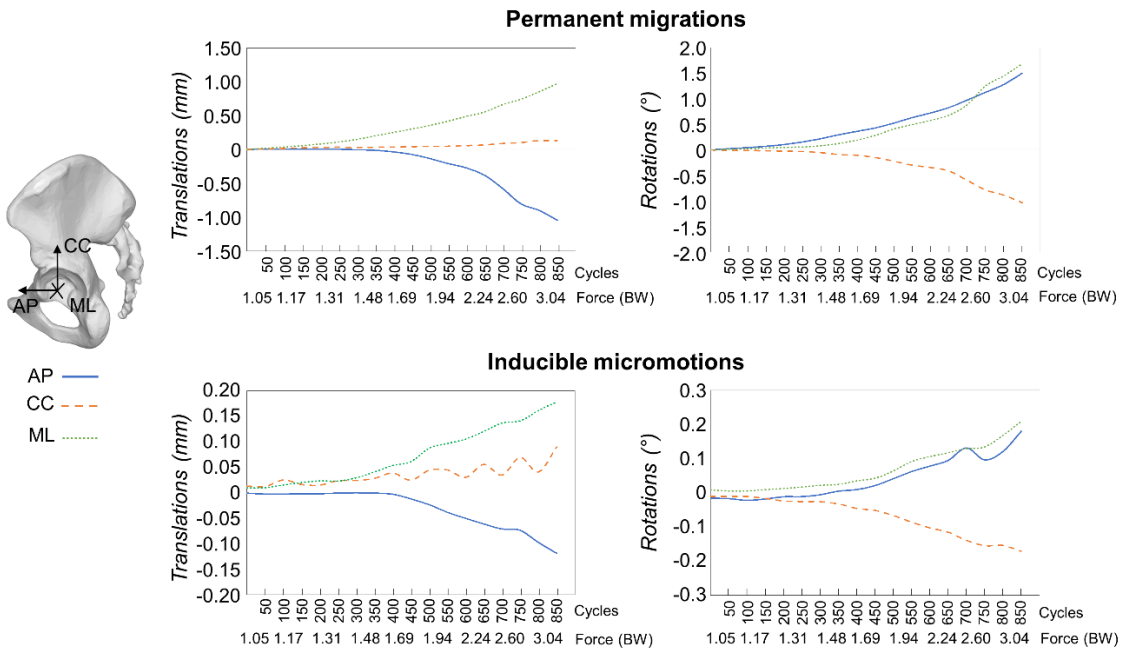 Permanent migrations
Translations (mm)
1.50
1.00
0.50
0
-0.50
-1.00
-1.50
50 100 150 200 250 300 350 400 450 500 550 600 650 700 750 800 850 Cycles
1.05 1.17 1.31 1.48 1.69 1.94 2.24 2.60 3.04 Force (BW)
Rotations (°)
2.0
1.5
1.0
0.5
0
-0.5
-1.0
-1.5
-2.0
50 100 150 200 250 300 350 400 450 500 550 600 650 700 750 800 850 Cycles
1.05 1.17 1.31 1.48 1.69 1.94 2.24 2.60 3.04 Force (BW)
CC
AP
ML
AP
CC
ML
Inducible micromotions
Translations (mm)
0.20
0.15
0.10
0.05
0
-0.05
-0.10
-0.15
-0.20
50 100 150 200 250 300 350 400 450 500 550 600 650 700 750 800 850 Cycles
1.05 1.17 1.31 1.48 1.69 1.94 2.24 2.60 3.04 Force (BW)
Rotations (°)
0.3
0.2
0.1
0
-0.1
-0.2
-0.3
50 100 150 200 250 300 350 400 450 500 550 600 650 700 750 800 850 Cycles
1.05 1.17 1.31 1.48 1.69 1.94 2.24 2.60 3.04 Force (BW)